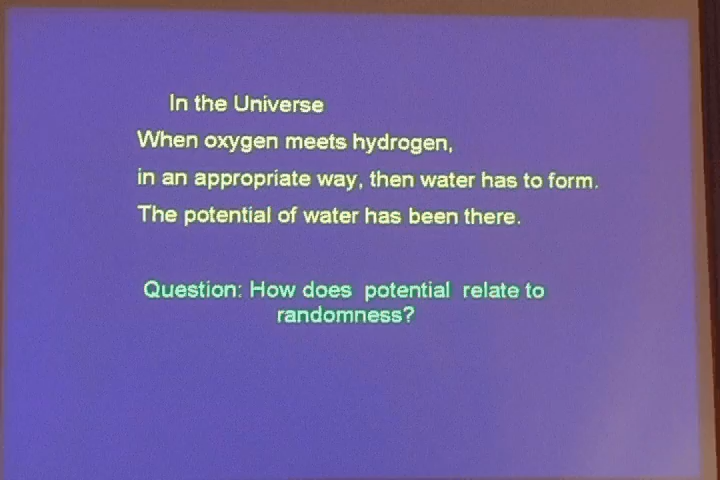 In the Universe
When oxygen meets hydrogen,
in an appropriate way, then water has to form.
The potential of water has been there.
Question: How does potential relate to
randomness?